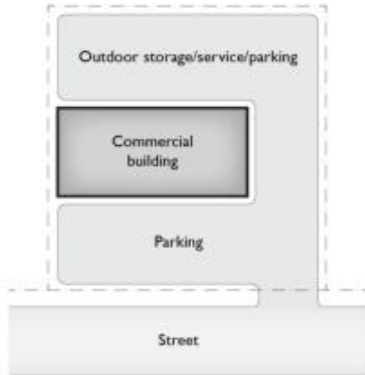 Outdoor storage/service/parking
Commercial
building
Parking
Street